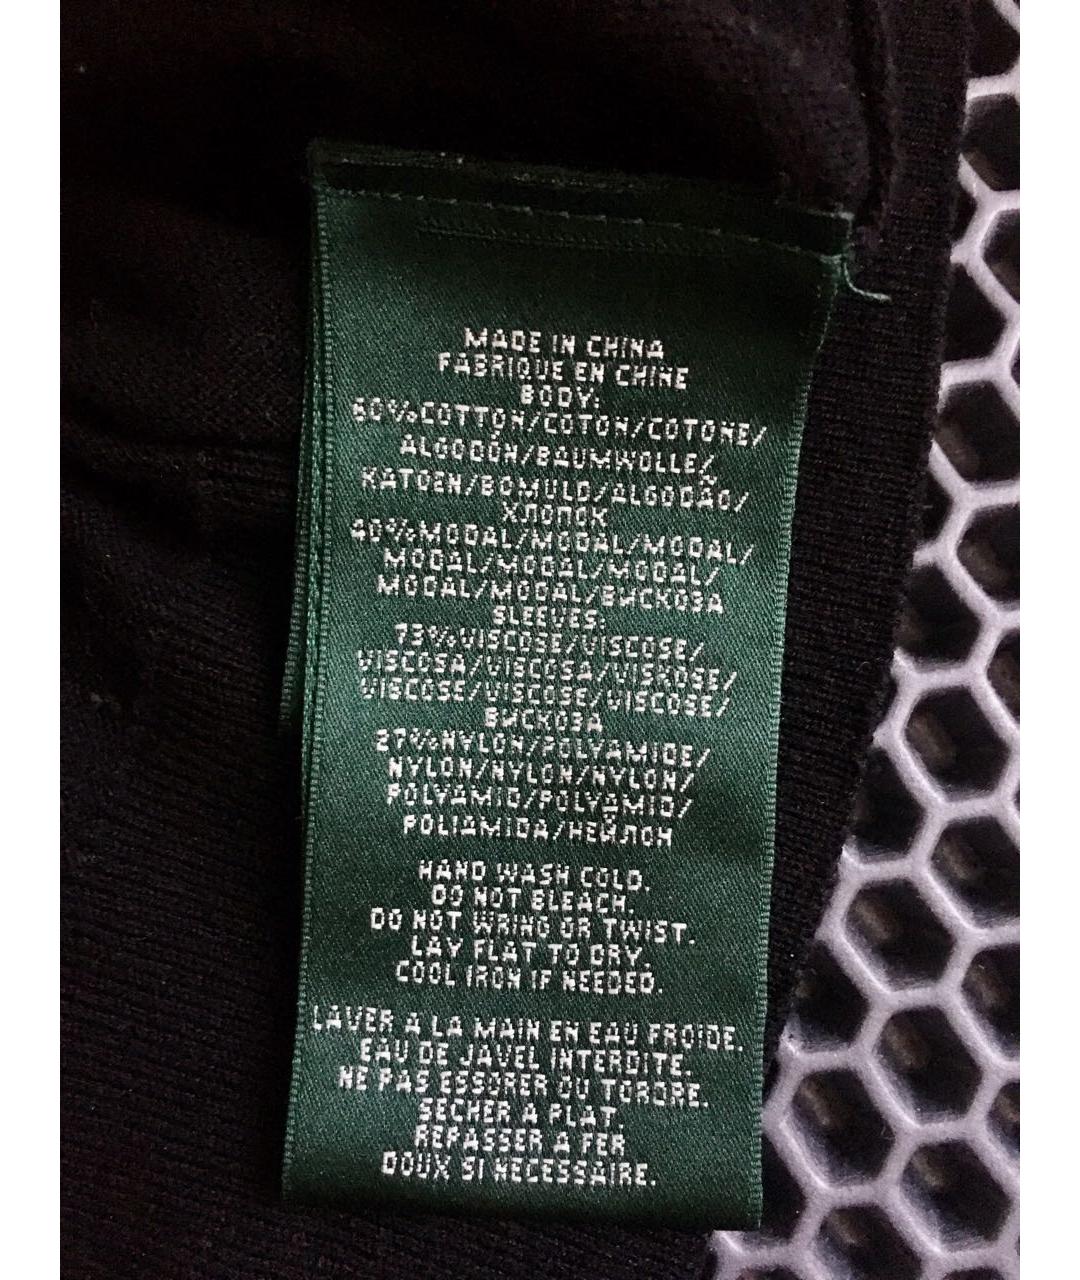 MADE IN CHINA
FABRIQUE EN CHINE
BODY:
60%COTTON/COTON/COTONE/
ALGODÓN/BAUMWOLLE/
KATOEN/BOMULD/ALGODÃO/
ХЛОПОК
40%MODAL/MODAL/MODAL/
MODAL/MODAL/MODAL/
MODAL/MODAL/ВИСКОЗА
SLEEVES:
73%VISCOSE/VISCOSE/
VISCOSA/VISCOSA/VISKOSE/
VISCOSE/VISCOSE/VISCOSE/
ВИСКОЗА
27%NYLON/POLYAMIDE/
NYLON/NYLON/NYLON/
POLYAMID/POLYAMID/
POLIAMIDA/НЕЙЛОН
HAND WASH COLD.
DO NOT BLEACH.
DO NOT WRING OR TWIST.
LAY FLAT TO DRY.
COOL IRON IF NEEDED.
LAVER A LA MAIN EN EAU FROIDE.
EAU DE JAVEL INTERDITE.
NE PAS ESSORER OU TORDRE.
SECHER A PLAT.
REPASSER A FER
DOUX SI NECESSAIRE.